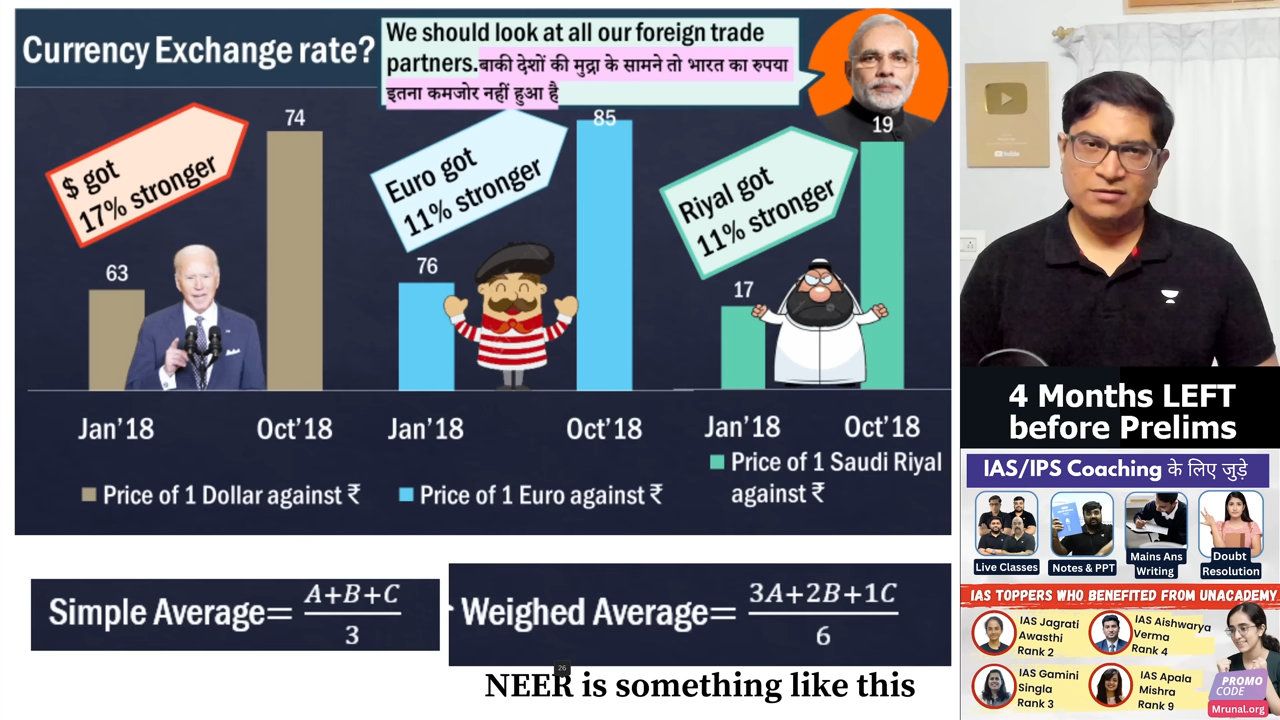 Currency Exchange rate?
We should look at all our foreign trade
partners.बाकी देशों की मुद्रा के सामने तो भारत का रुपया
इतना कमजोर नहीं हुआ है
$ got
17% stronger
63
74
Jan'18
Oct'18
Price of 1 Dollar against ₹
Euro got
11% stronger
76
85
Jan'18
Oct'18
Price of 1 Euro against ₹
Riyal got
11% stronger
17
19
Jan'18
Oct'18
Price of 1 Saudi Riyal
against ₹
Simple Average= A+B+C
3
Weighed Average= 3A+2B+1C
6
26
NEER is something like this
YouTube
4 Months LEFT
before Prelims
IAS/IPS Coaching के लिए जुड़े
Live Classes
Notes & PPT
Mains Ans
Writing
Doubt
Resolution
IAS TOPPERS WHO BENEFITED FROM UNACADEMY
IAS Jagrati
Awasthi
Rank 2
IAS Aishwarya
Verma
Rank 4
IAS Gamini
Singla
Rank 3
IAS Apala
Mishra
Rank 9
PROMO
CODE
Mrunal.org